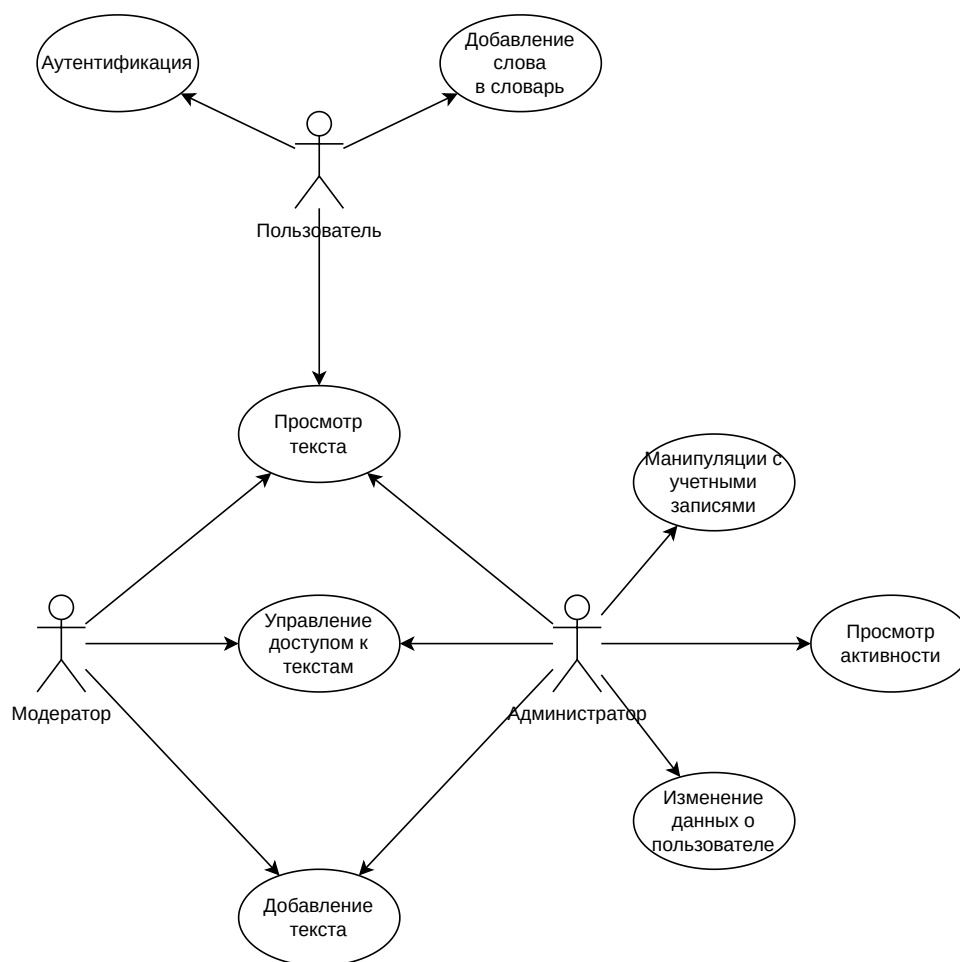 Аутентификация
Добавление
слова
в словарь
Пользователь
Просмотр
текста
Манипуляции с
учетными
записями
Управление
доступом к
текстам
Просмотр
активности
Модератор
Администратор
Изменение
данных о
пользователе
Добавление
текста